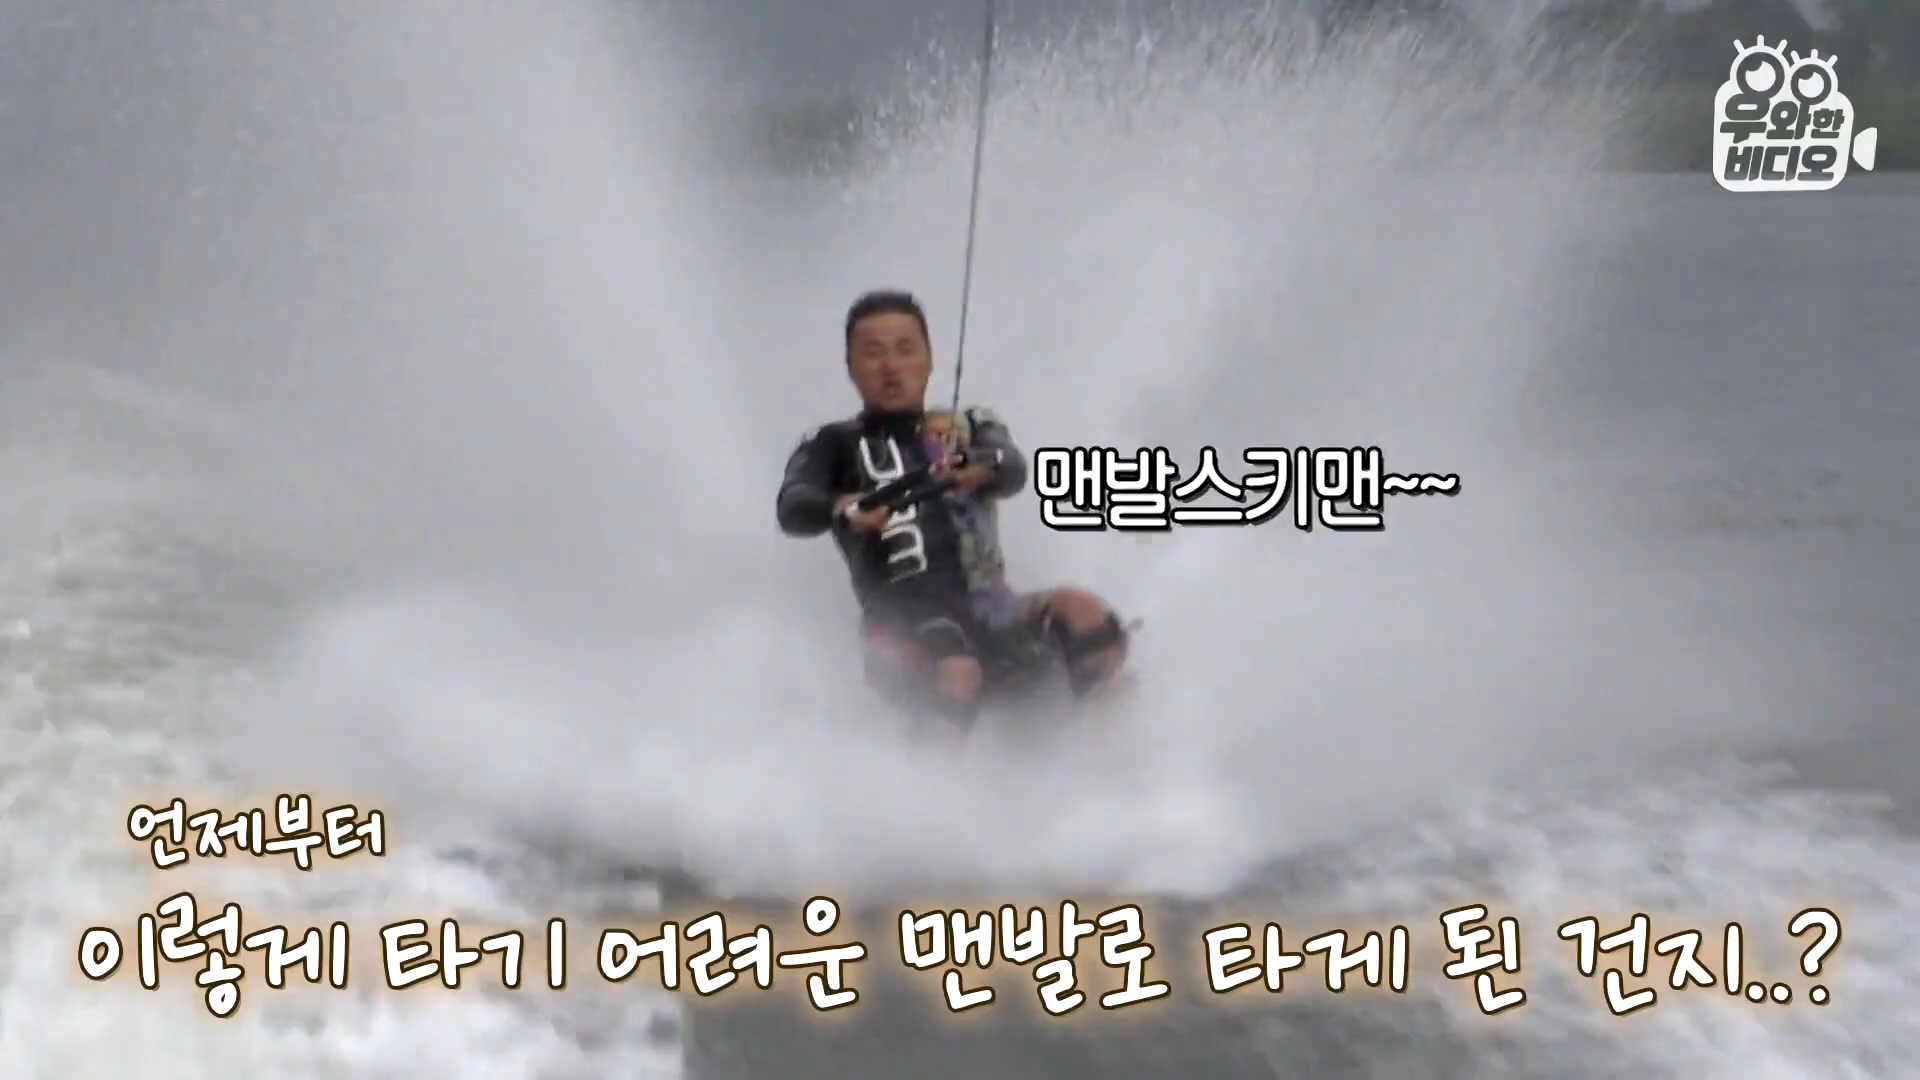 우와한
비디오
맨발스키맨~~
언제부터
이렇게 타기 어려운 맨발로 타게 된 건지..?